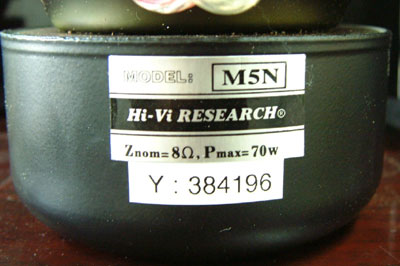 MODEL: M5N
Hi-Vi RESEARCH®
Znom=8Ω, Pmax=70W
Y : 384196